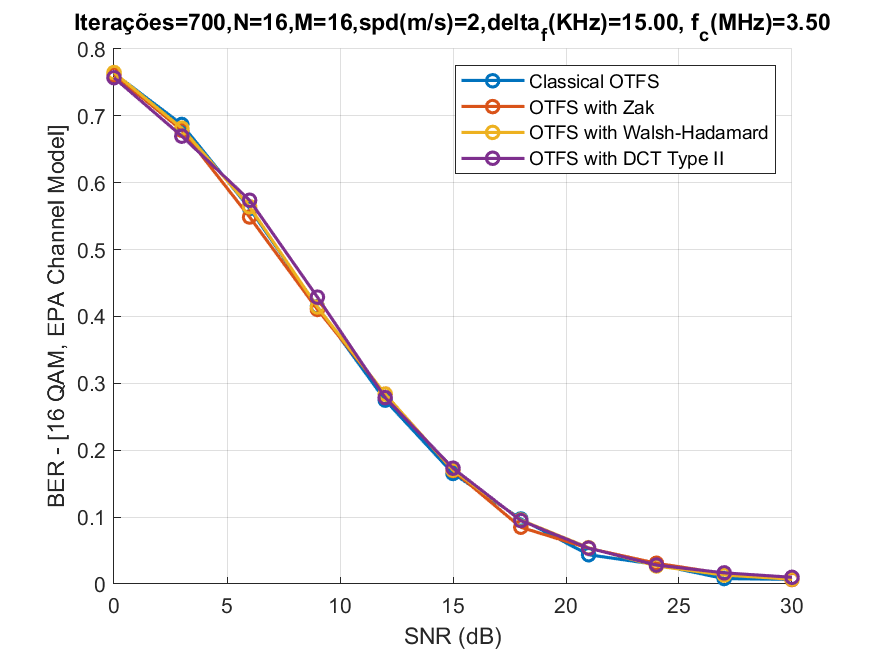 Iterações=700,N=16,M=16,spd(m/s)=2,delta_f(KHz)=15.00, f_c(MHz)=3.50
0.8
0.7
0.6
0.5
0.4
0.3
0.2
0.1
0
BER - [16 QAM, EPA Channel Model]
Classical OTFS
OTFS with Zak
OTFS with Walsh-Hadamard
OTFS with DCT Type II
0 5 10 15 20 25 30
SNR (dB)